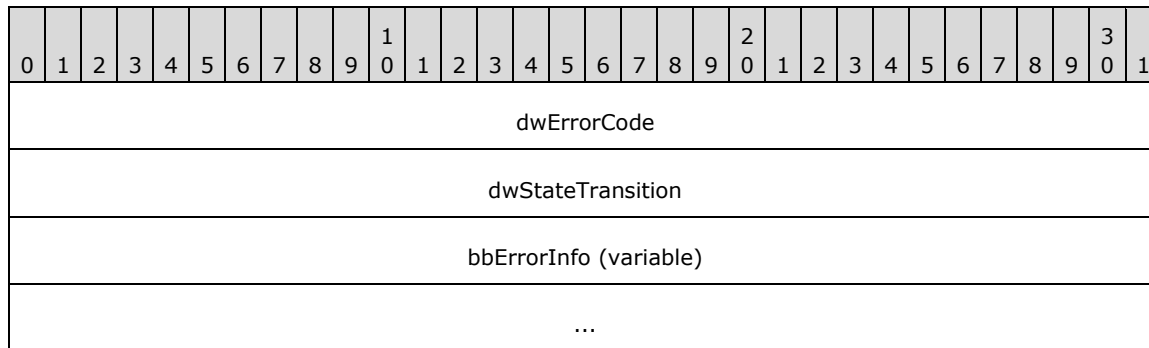 1 2 3
0 1 2 3 4 5 6 7 8 9 0 1 2 3 4 5 6 7 8 9 0 1 2 3 4 5 6 7 8 9 0 1
dwErrorCode
dwStateTransition
bbErrorInfo (variable)
...